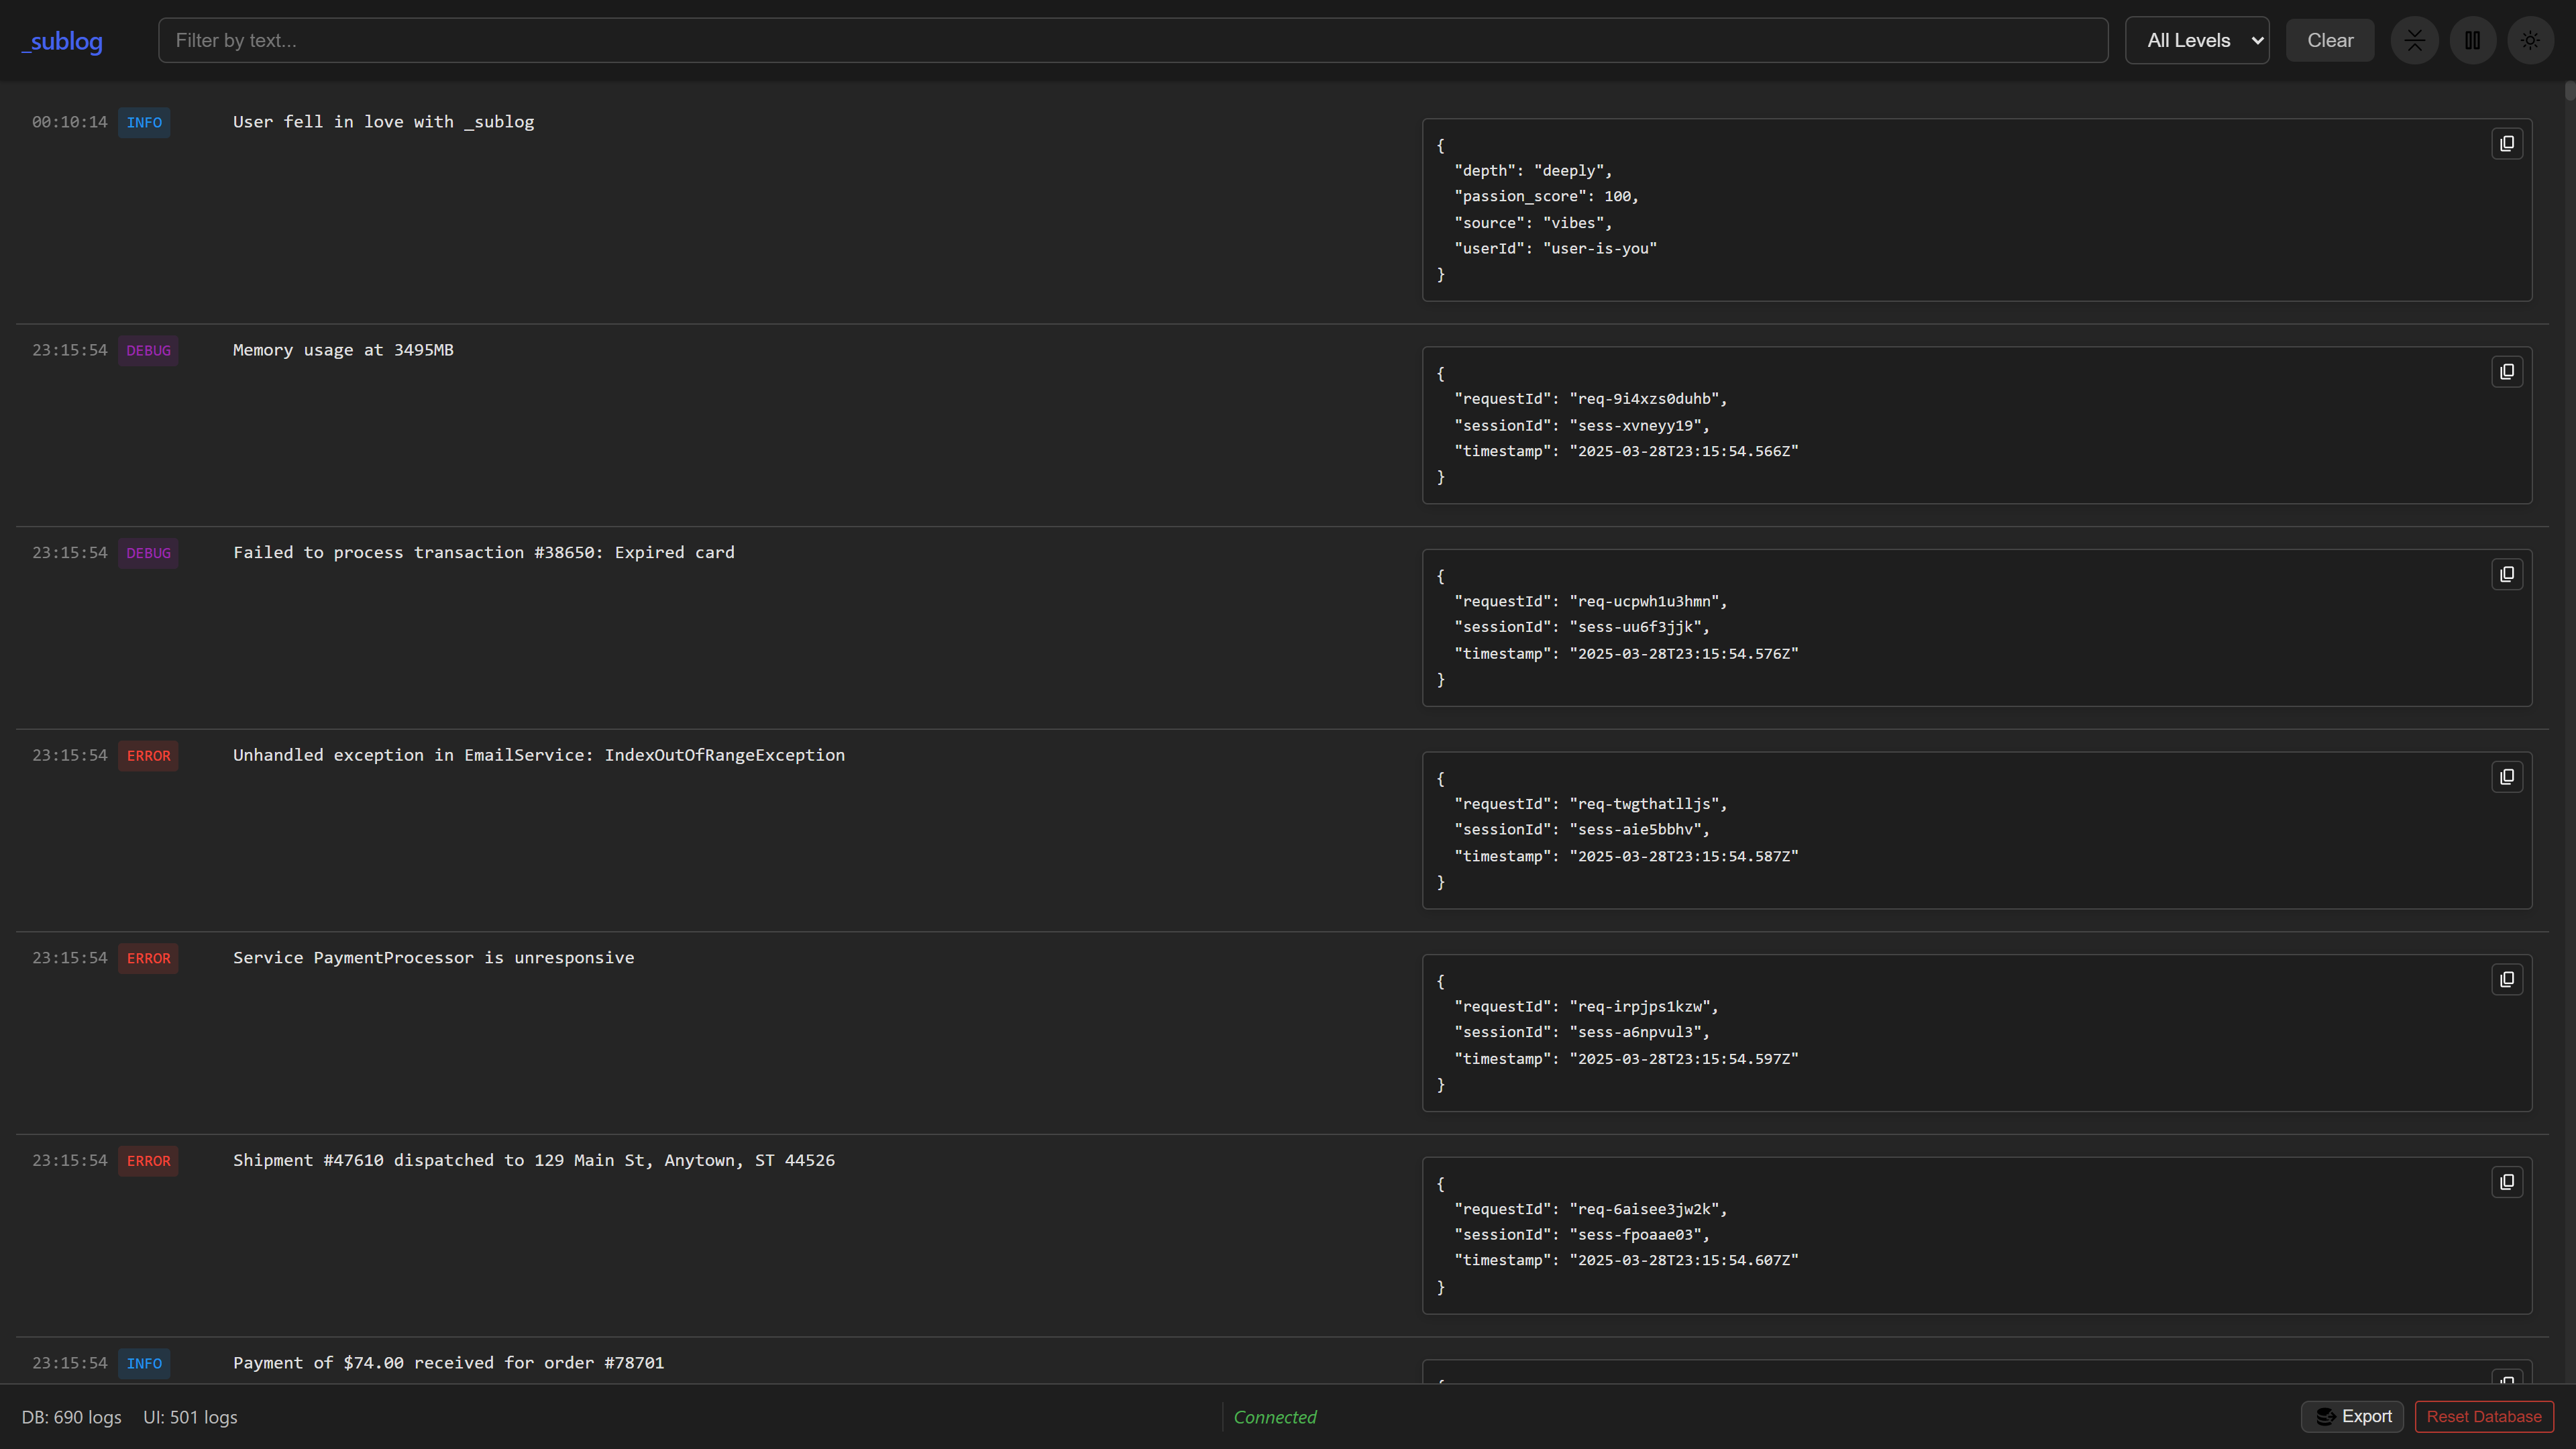 _sublog
Filter by text...
All Levels
Clear
00:10:14 INFO User fell in love with _sublog
{
"depth": "deeply",
"passion_score": 100,
"source": "vibes",
"userId": "user-is-you"
}
23:15:54 DEBUG Memory usage at 3495MB
{
"requestId": "req-9i4xzs0duhb",
"sessionId": "sess-xvneyy19",
"timestamp": "2025-03-28T23:15:54.566Z"
}
23:15:54 DEBUG Failed to process transaction #38650: Expired card
{
"requestId": "req-ucpwh1u3hmn",
"sessionId": "sess-uu6f3jjk",
"timestamp": "2025-03-28T23:15:54.576Z"
}
23:15:54 ERROR Unhandled exception in EmailService: IndexOutOfRangeException
{
"requestId": "req-twgthatlljs",
"sessionId": "sess-aie5bbhv",
"timestamp": "2025-03-28T23:15:54.587Z"
}
23:15:54 ERROR Service PaymentProcessor is unresponsive
{
"requestId": "req-irpjps1kzw",
"sessionId": "sess-a6npvul3",
"timestamp": "2025-03-28T23:15:54.597Z"
}
23:15:54 ERROR Shipment #47610 dispatched to 129 Main St, Anytown, ST 44526
{
"requestId": "req-6aisee3jw2k",
"sessionId": "sess-fpoaae03",
"timestamp": "2025-03-28T23:15:54.607Z"
}
23:15:54 INFO Payment of $74.00 received for order #78701
DB: 690 logs UI: 501 logs
Connected
Export
Reset Database